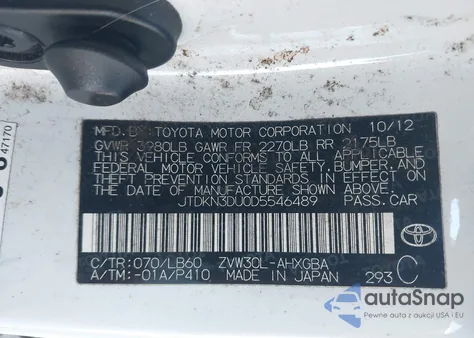 47170
MFD.BY TOYOTA MOTOR CORPORATION 10/12
GVWR 3980LB GAWR FR 2270LB RR 2175LB
THIS VEHICLE CONFORMS TO ALL APPLICABLE
FEDERAL MOTOR VEHICLE SAFETY, BUMPER, AND
THEFT PREVENTION STANDARDS IN EFFECT ON
THE DATE OF MANUFACTURE SHOWN ABOVE.
JTDKN3DU0D5546489 PASS.CAR
C/TR:070/LB60 ZVW30L-AHXGBA
A/TM:-01A/P410 MADE IN JAPAN 293 C
TOYOTA
autoSnap
Pewne auta z aukcji w USA i EU